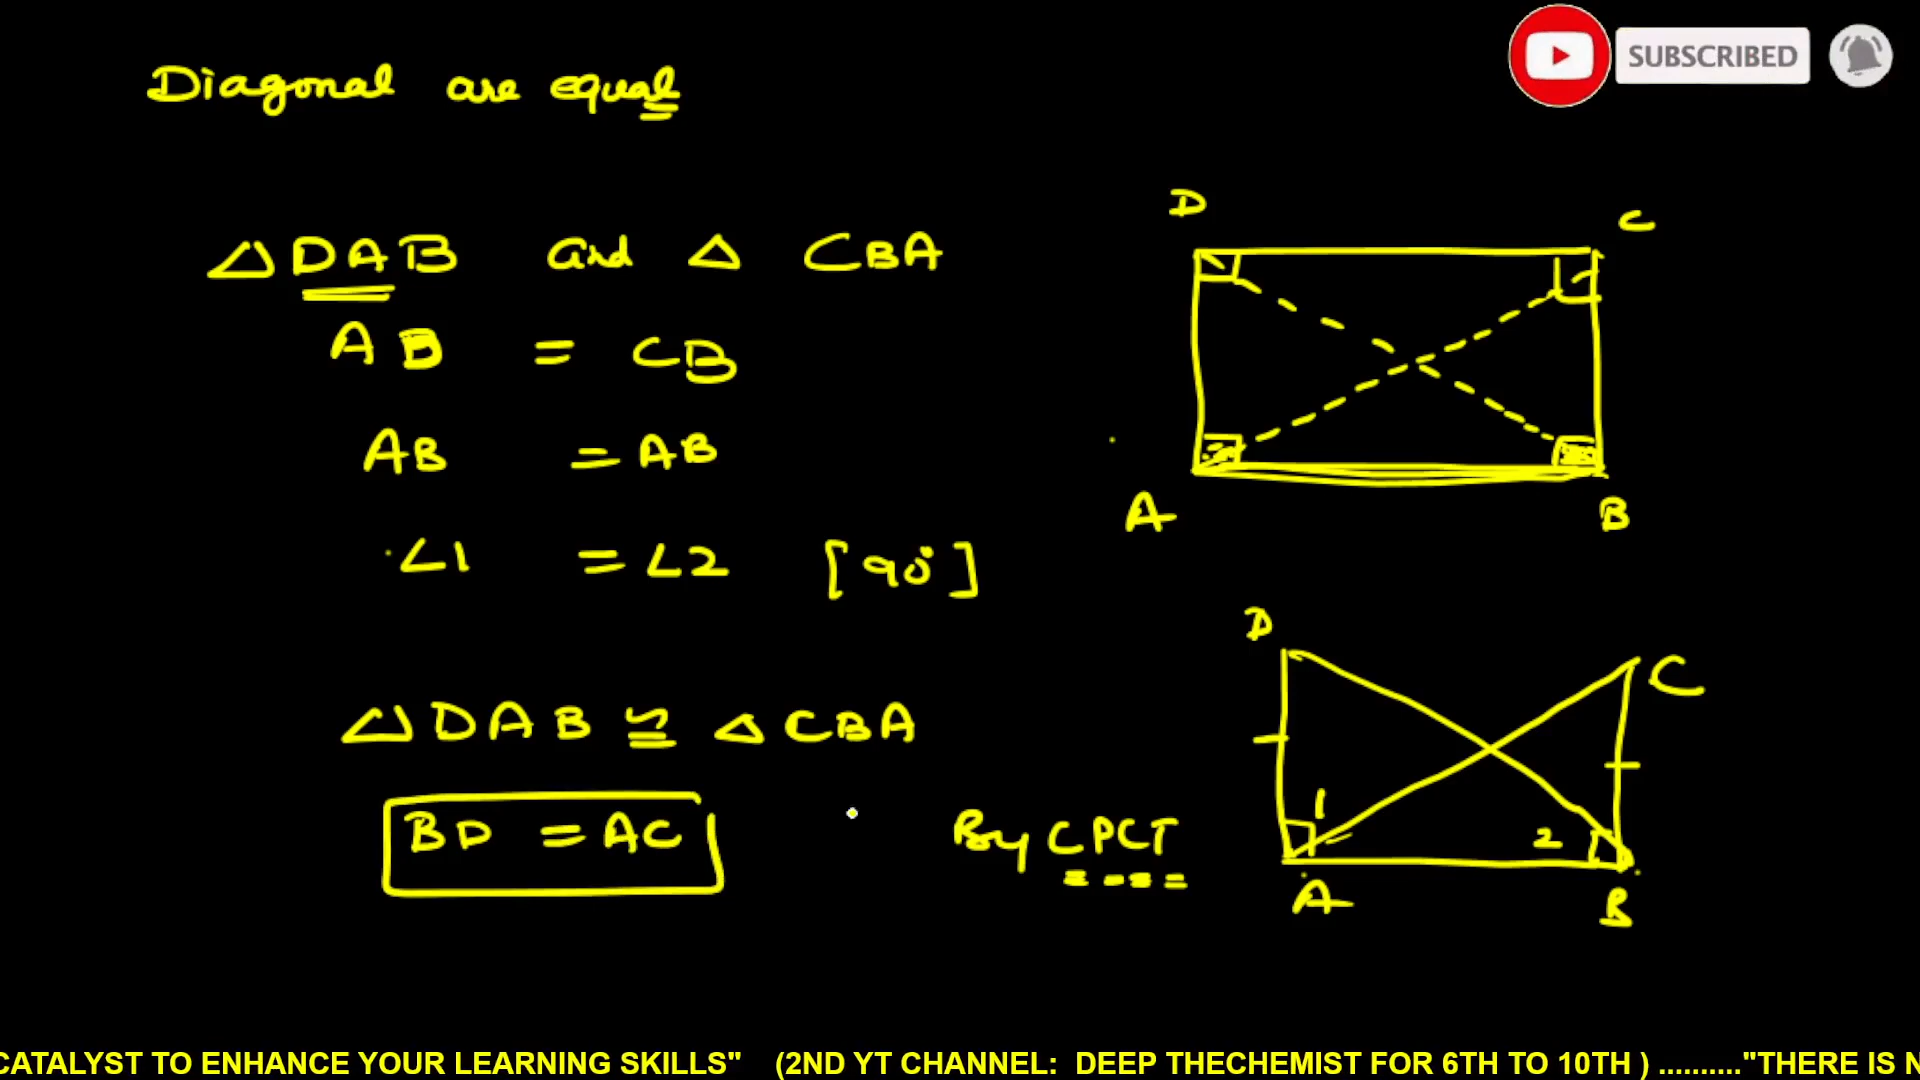 SUBSCRIBED
Diagonal are equal
D
C
△ DAB and △ CBA
AB = CB
AB = AB
A
B
∠1 = ∠2 [90°]
D
C
△ DAB ≅ △ CBA
BD = AC By CPCT
1
2
A
B
CATALYST TO ENHANCE YOUR LEARNING SKILLS" (2ND YT CHANNEL: DEEP THECHEMIST FOR 6TH TO 10TH ) .........."THERE IS